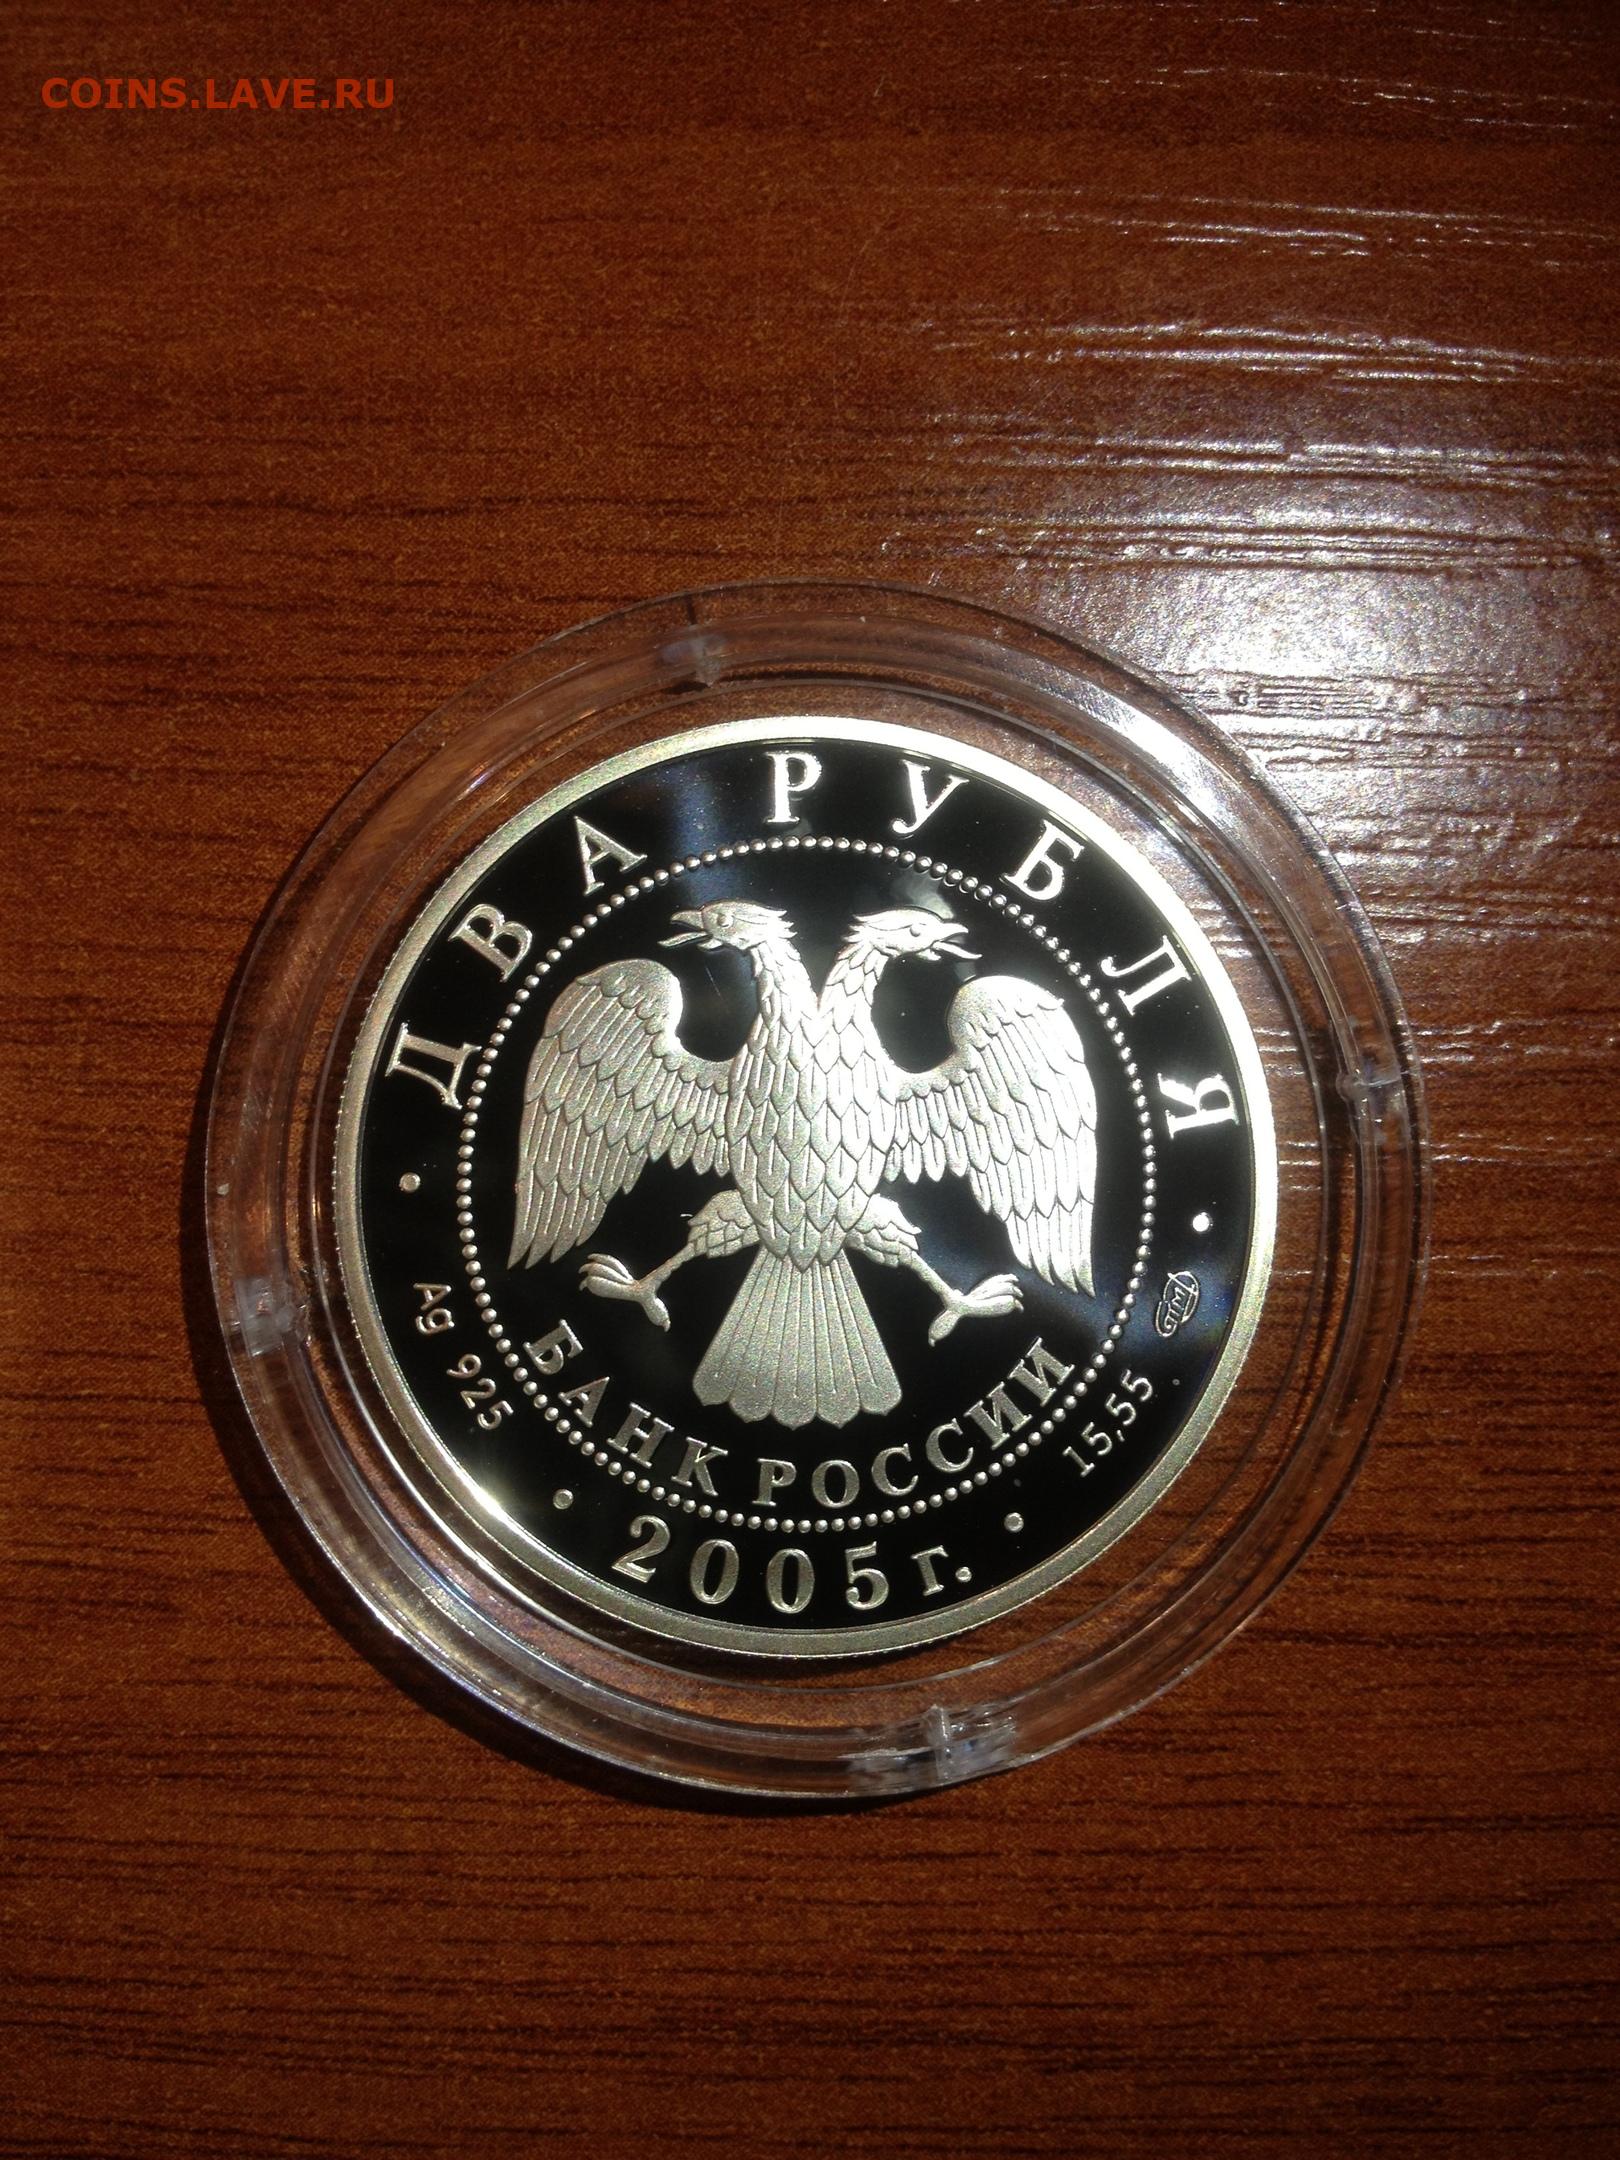 COINS.LAVE.RU
ДВА РУБЛЯ
БАНК РОССИИ
Ag 925
15,55
2005 г.